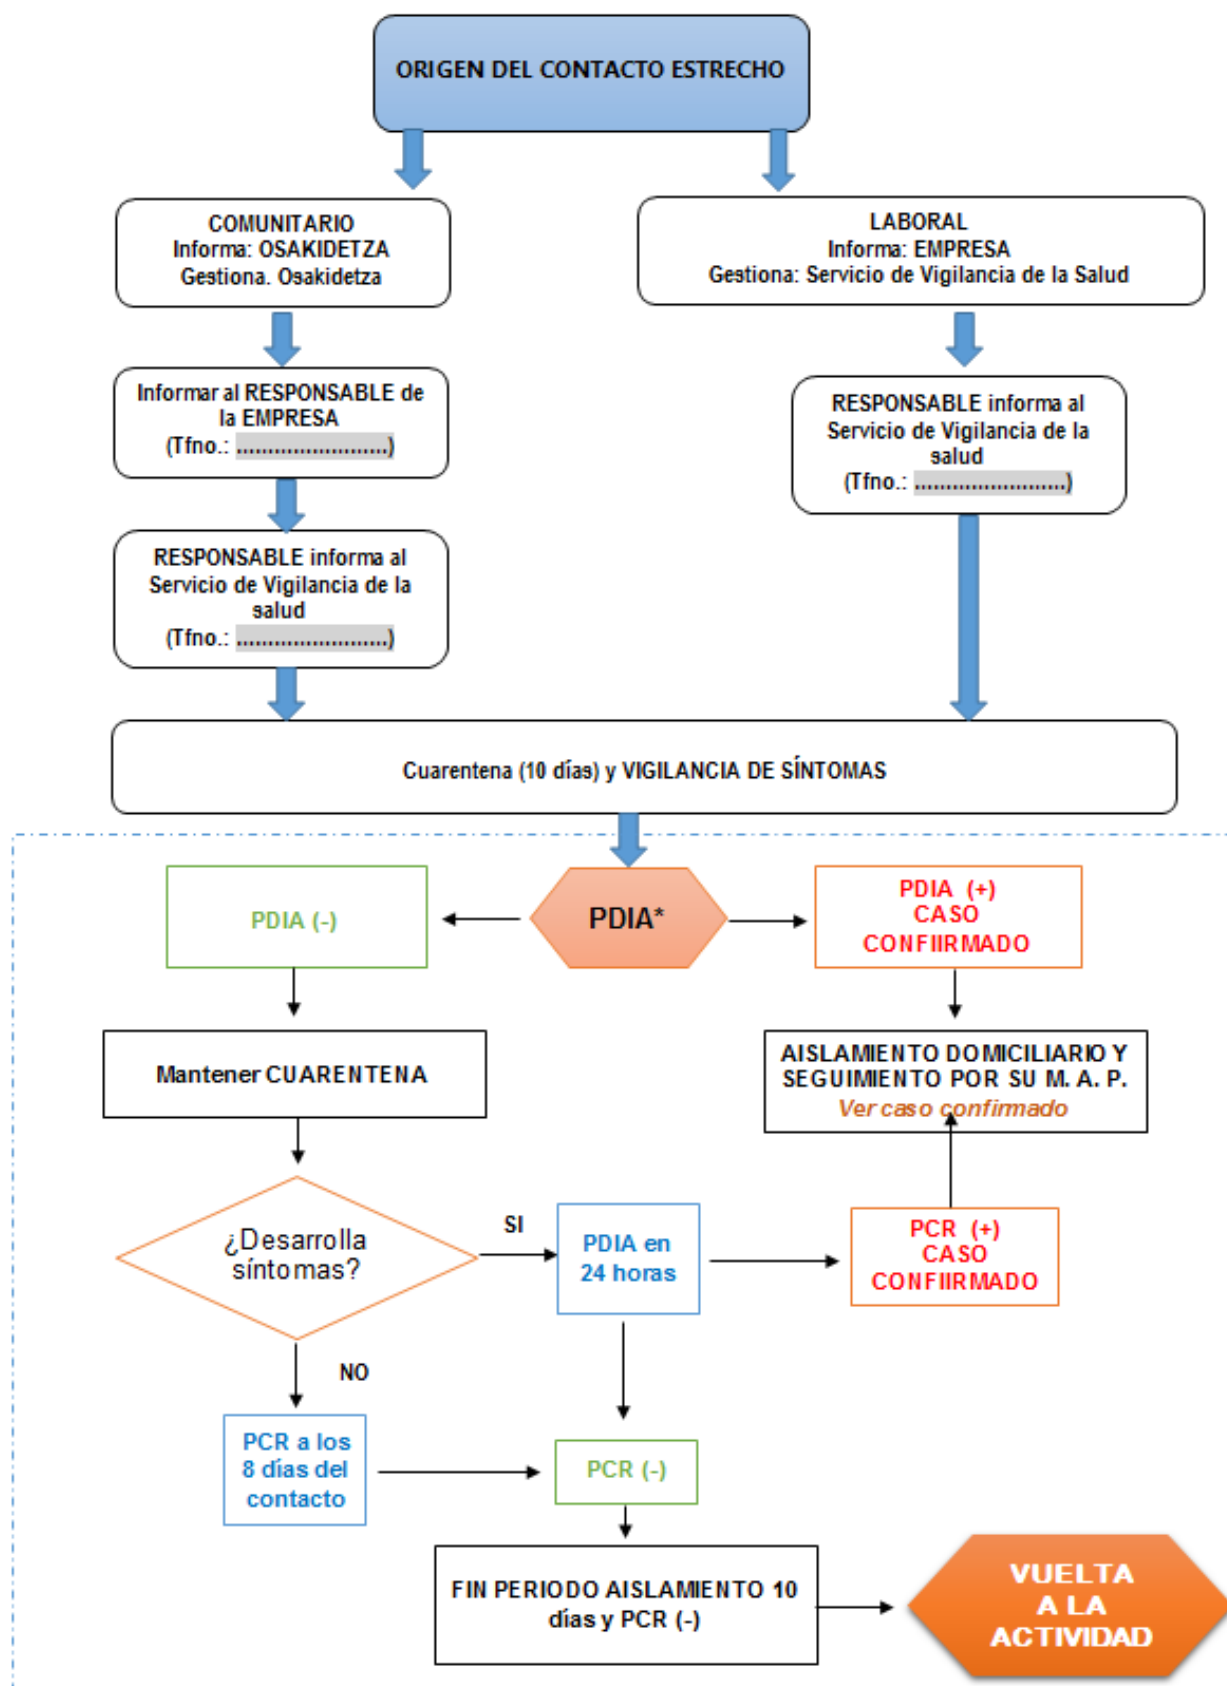 ORIGEN DEL CONTACTO ESTRECHO
COMUNITARIO
Informa: OSAKIDETZA
Gestiona. Osakidetza
LABORAL
Informa: EMPRESA
Gestiona: Servicio de Vigilancia de la Salud
Informar al RESPONSABLE de
la EMPRESA
(Tfno.: ........................)
RESPONSABLE informa al
Servicio de Vigilancia de la
salud
(Tfno.: ........................)
RESPONSABLE informa al
Servicio de Vigilancia de la
salud
(Tfno.: ........................)
Cuarentena (10 días) y VIGILANCIA DE SÍNTOMAS
PDIA (-)
PDIA*
PDIA (+)
CASO
CONFIIRMADO
Mantener CUARENTENA
AISLAMIENTO DOMICILIARIO Y
SEGUIMIENTO POR SU M. A. P.
Ver caso confirmado
¿Desarrolla
síntomas?
SI
PDIA en
24 horas
PCR (+)
CASO
CONFIIRMADO
NO
PCR a los
8 días del
contacto
PCR (-)
FIN PERIODO AISLAMIENTO 10
días y PCR (-)
VUELTA
A LA
ACTIVIDAD